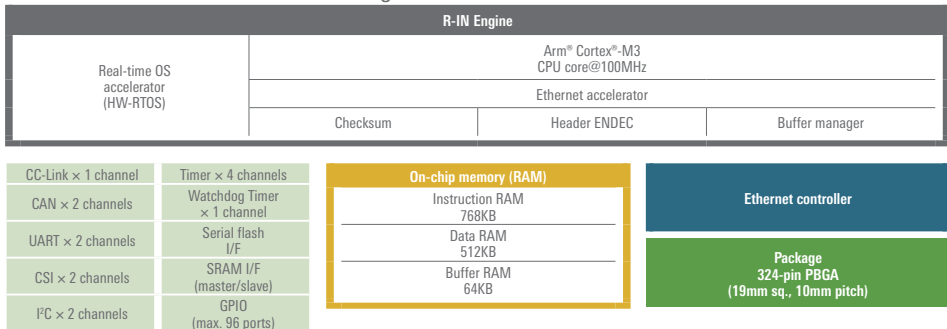 R-IN Engine
Real-time OS
accelerator
(HW-RTOS)
Arm® Cortex®-M3
CPU core@100MHz
Ethernet accelerator
Checksum
Header ENDEC
Buffer manager
CC-Link × 1 channel
Timer × 4 channels
CAN × 2 channels
Watchdog Timer
× 1 channel
UART × 2 channels
Serial flash
I/F
CSI × 2 channels
SRAM I/F
(master/slave)
I²C × 2 channels
GPIO
(max. 96 ports)
On-chip memory (RAM)
Instruction RAM
768KB
Data RAM
512KB
Buffer RAM
64KB
Ethernet controller
Package
324-pin PBGA
(19mm sq., 10mm pitch)